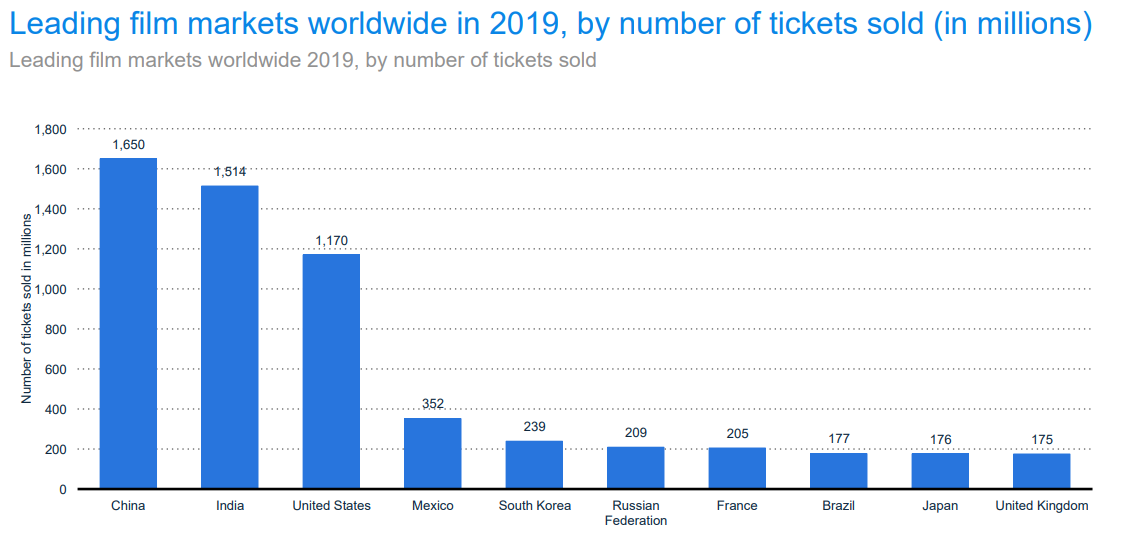 Leading film markets worldwide in 2019, by number of tickets sold (in millions)
Leading film markets worldwide 2019, by number of tickets sold
Number of tickets sold in millions
1,800
1,600
1,400
1,200
1,000
800
600
400
200
0
1,650
1,514
1,170
352
239
209
205
177
176
175
China
India
United States
Mexico
South Korea
Russian
Federation
France
Brazil
Japan
United Kingdom